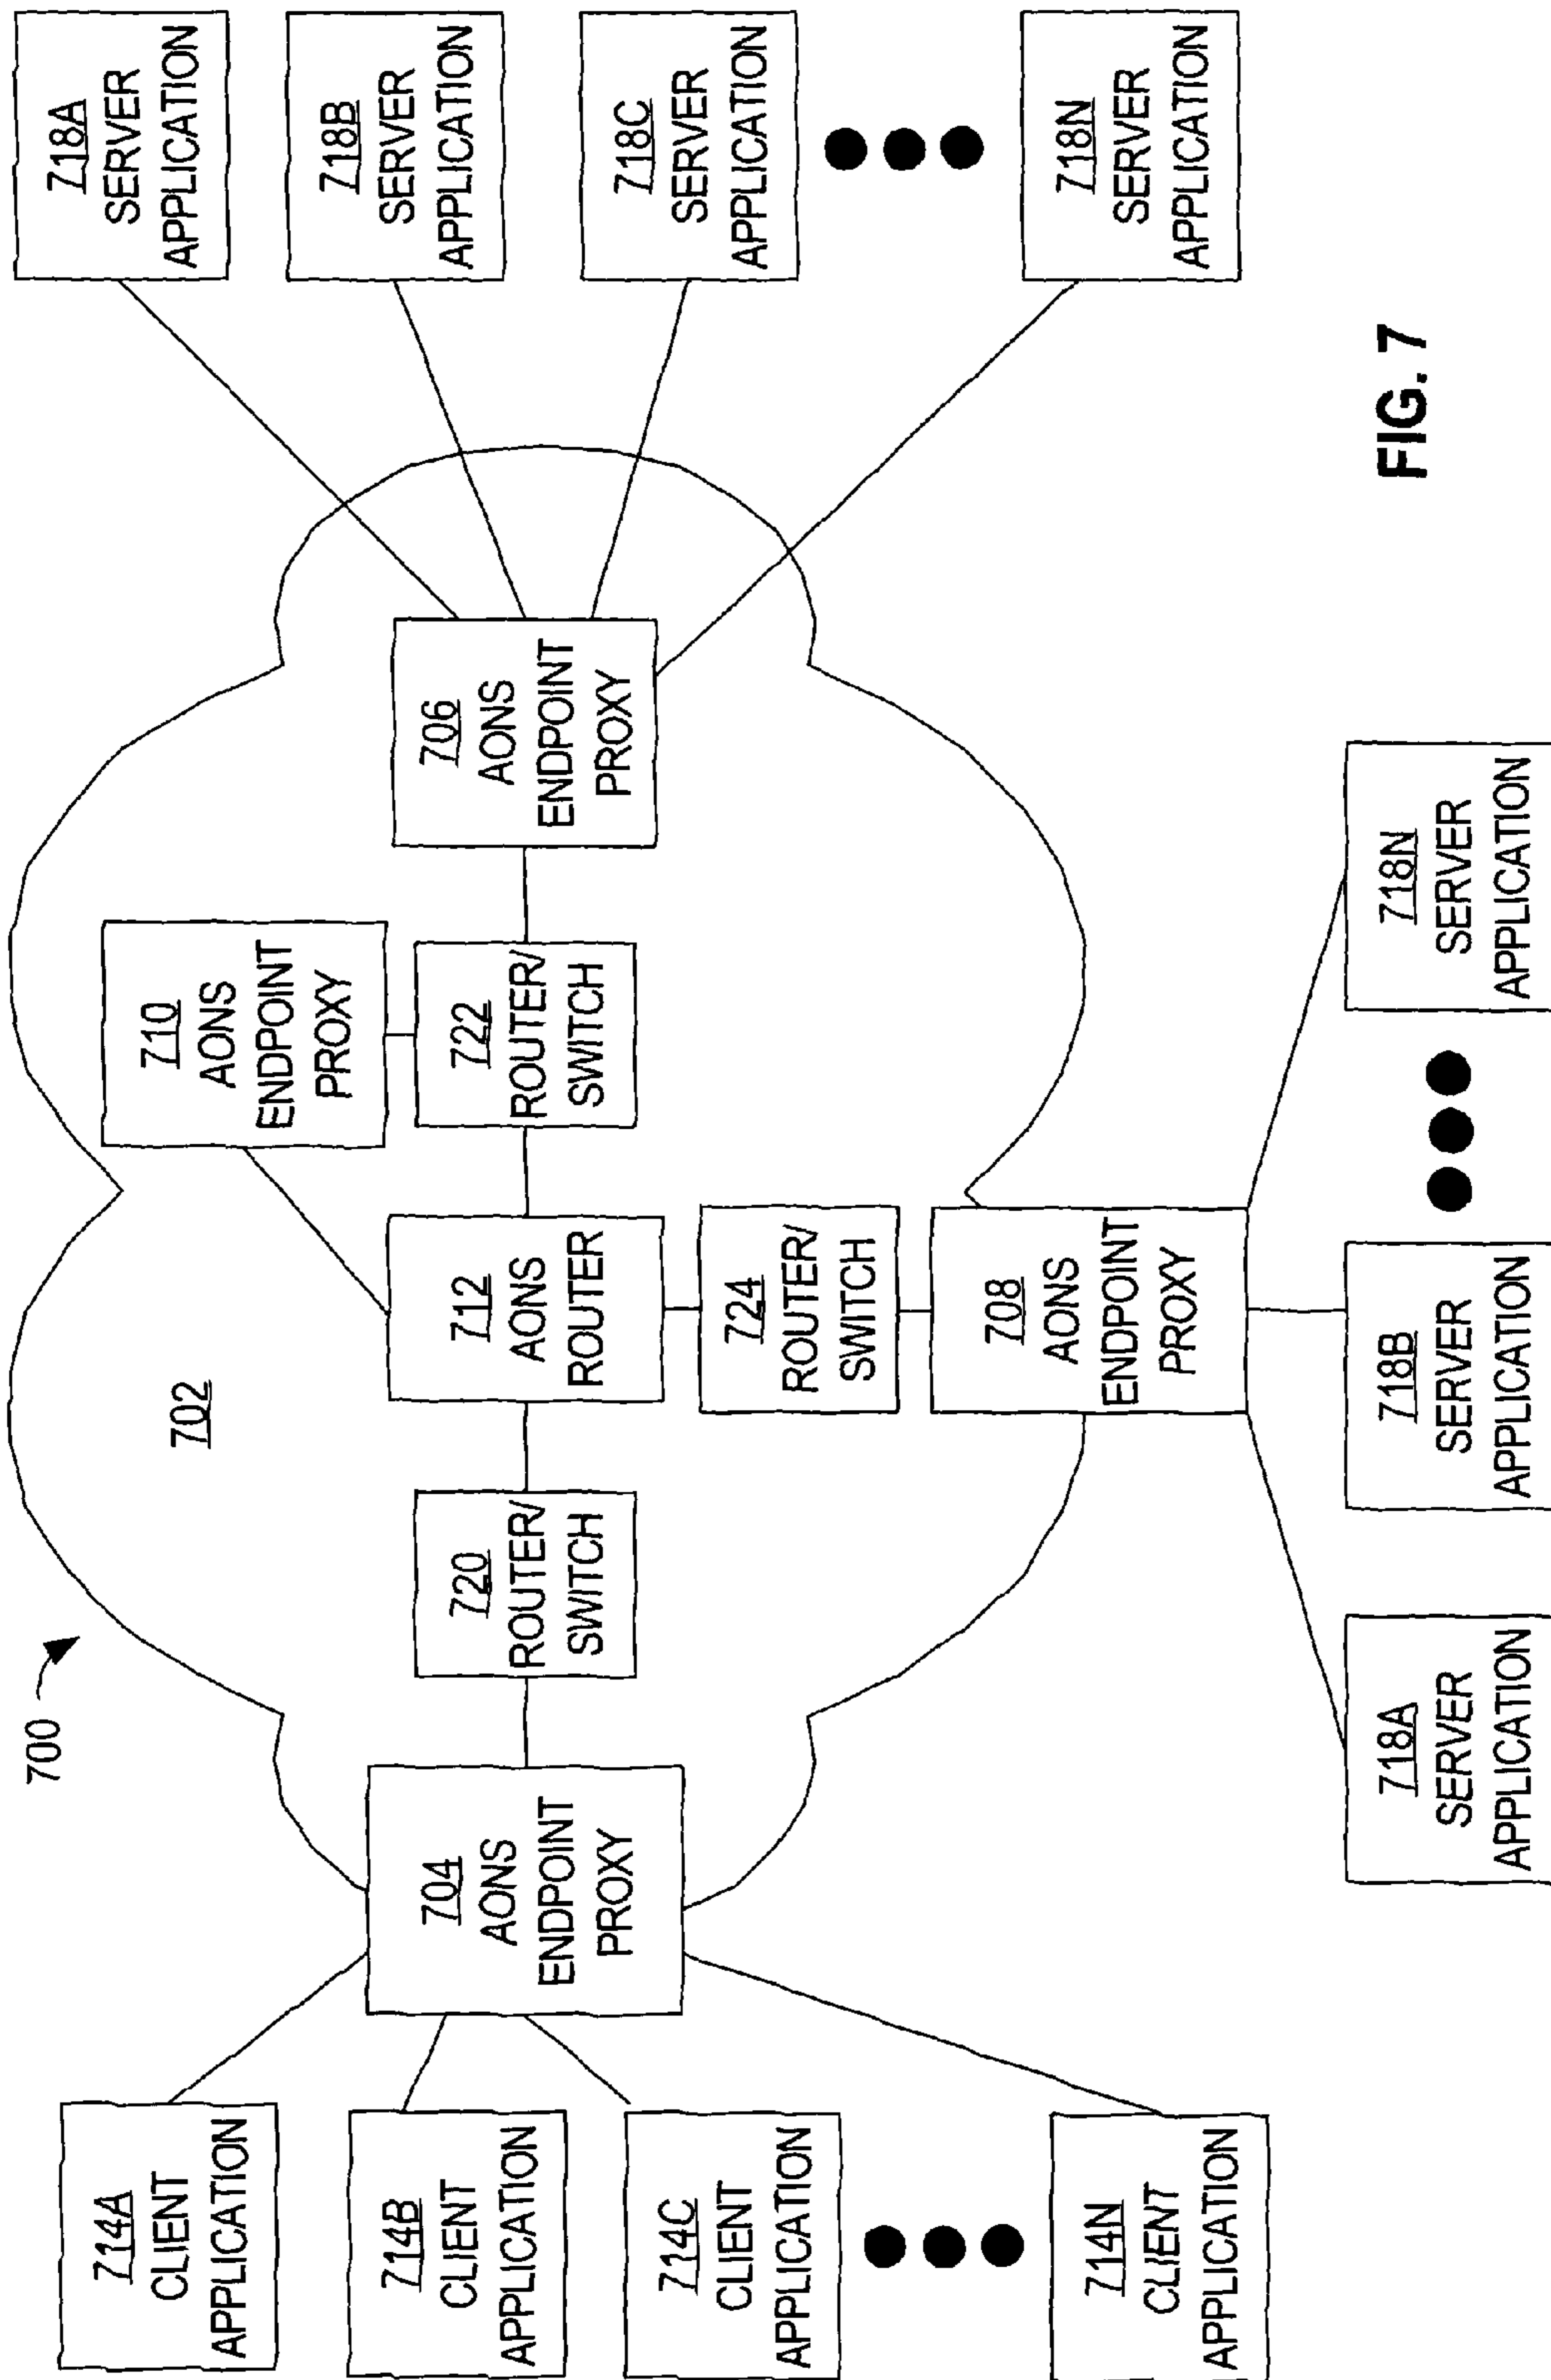 700
702
714A
CLIENT
APPLICATION
714B
CLIENT
APPLICATION
714C
CLIENT
APPLICATION
714N
CLIENT
APPLICATION
704
AONS
ENDPOINT
PROXY
720
ROUTER/
SWITCH
712
AONS
ROUTER
710
AONS
ENDPOINT
PROXY
722
ROUTER/
SWITCH
706
AONS
ENDPOINT
PROXY
724
ROUTER/
SWITCH
708
AONS
ENDPOINT
PROXY
718A
SERVER
APPLICATION
718B
SERVER
APPLICATION
718C
SERVER
APPLICATION
718N
SERVER
APPLICATION
718A
SERVER
APPLICATION
718B
SERVER
APPLICATION
718N
SERVER
APPLICATION
FIG. 7